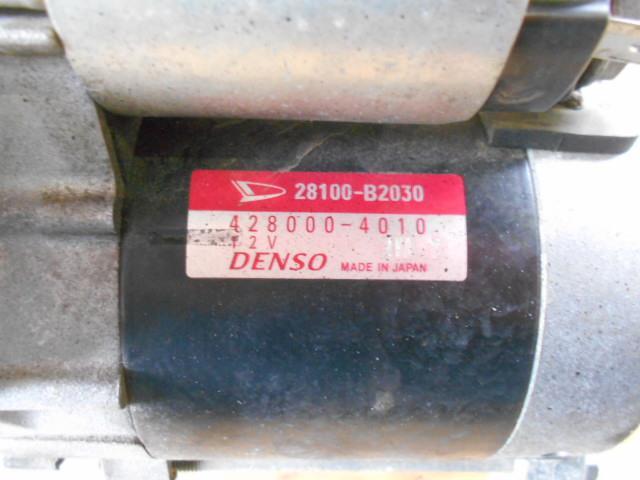 28100-B2030
428000-4010
12V
DENSO MADE IN JAPAN